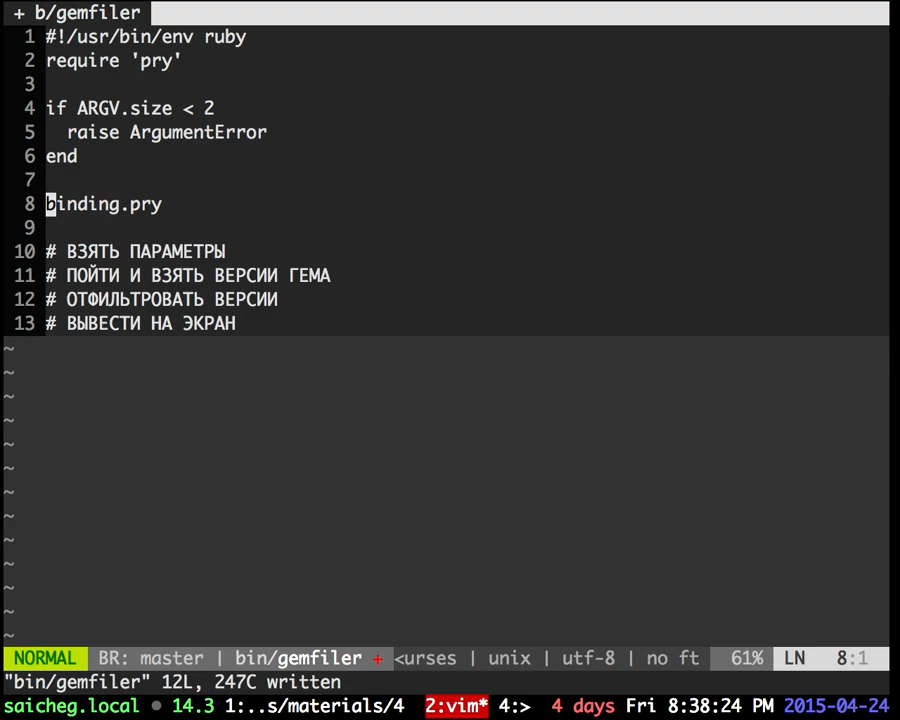 + b/gemfiler
1 #!/usr/bin/env ruby
2 require 'pry'
3
4 if ARGV.size < 2
5   raise ArgumentError
6 end
7
8 binding.pry
9
10 # ВЗЯТЬ ПАРАМЕТРЫ
11 # ПОЙТИ И ВЗЯТЬ ВЕРСИИ ГЕМА
12 # ОТФИЛЬТРОВАТЬ ВЕРСИИ
13 # ВЫВЕСТИ НА ЭКРАН
~
~
~
~
~
~
~
~
~
~
~
~
~
NORMAL BR: master | bin/gemfiler + <urses | unix | utf-8 | no ft 61% LN 8:1
"bin/gemfiler" 12L, 247C written
saicheg.local • 14.3 1:..s/materials/4 2:vim* 4:> 4 days Fri 8:38:24 PM 2015-04-24